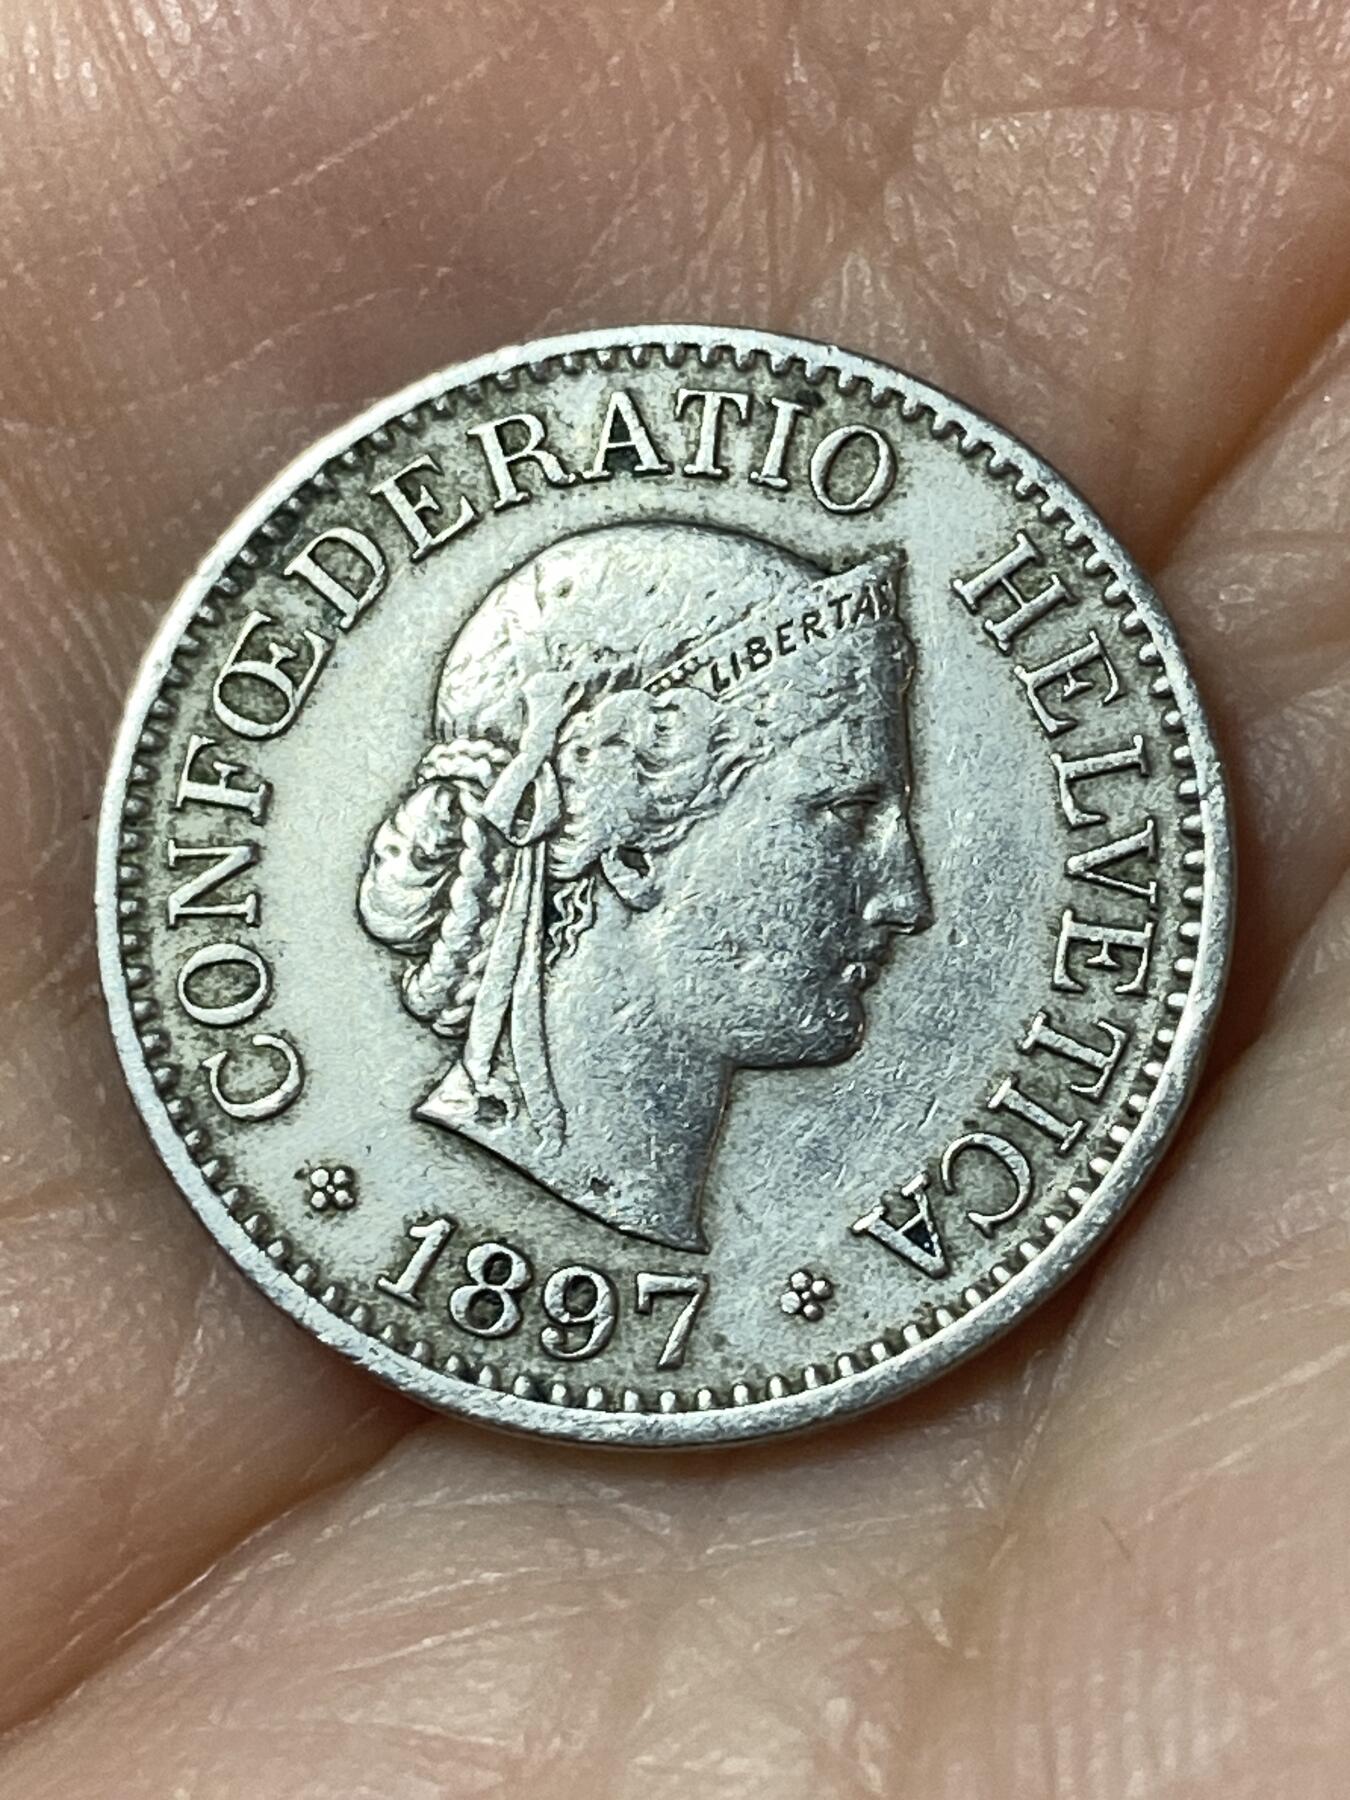 CONFŒDERATIO HELVETICA
LIBERTAS
1897